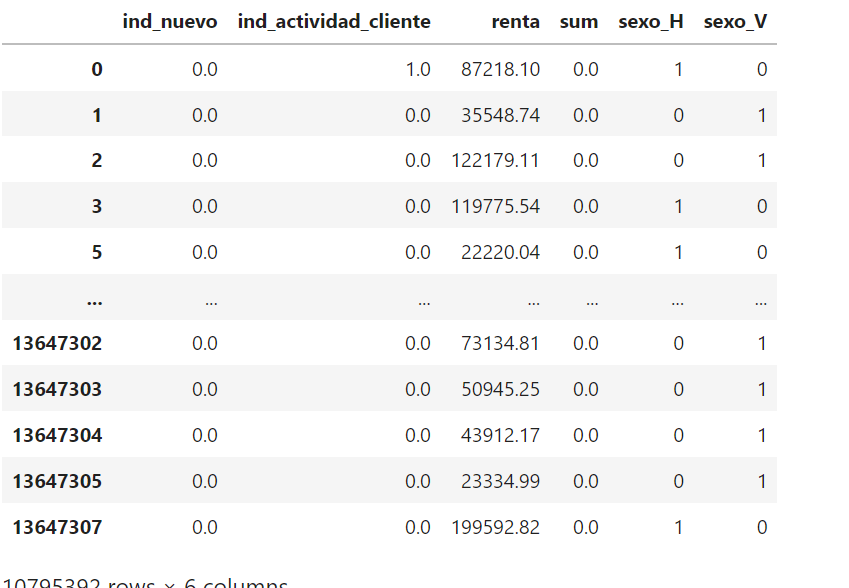 ind_nuevo ind_actividad_cliente renta sum sexo_H sexo_V
0 0.0 1.0 87218.10 0.0 1 0
1 0.0 0.0 35548.74 0.0 0 1
2 0.0 0.0 122179.11 0.0 0 1
3 0.0 0.0 119775.54 0.0 1 0
5 0.0 0.0 22220.04 0.0 1 0
... ... ... ... ... ... ...
13647302 0.0 0.0 73134.81 0.0 0 1
13647303 0.0 0.0 50945.25 0.0 0 1
13647304 0.0 0.0 43912.17 0.0 0 1
13647305 0.0 0.0 23334.99 0.0 0 1
13647307 0.0 0.0 199592.82 0.0 1 0
10795392 rows × 6 columns